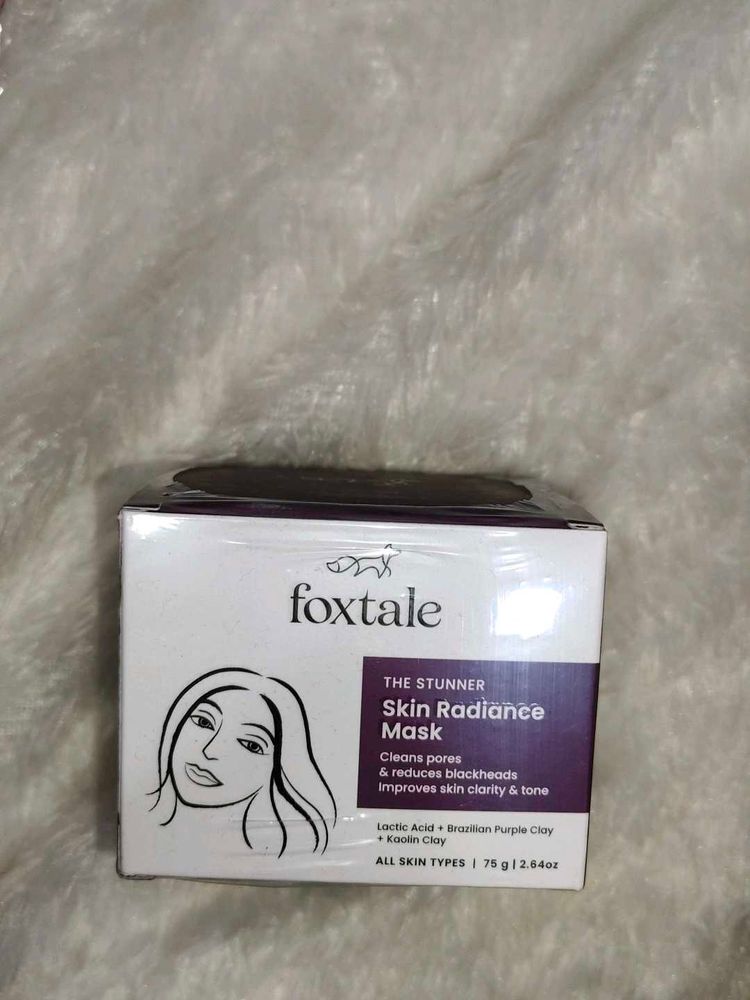 foxtale
THE STUNNER
Skin Radiance
Mask
Cleans pores
& reduces blackheads
Improves skin clarity & tone
Lactic Acid + Brazilian Purple Clay
+ Kaolin Clay
ALL SKIN TYPES | 75 g | 2.64oz